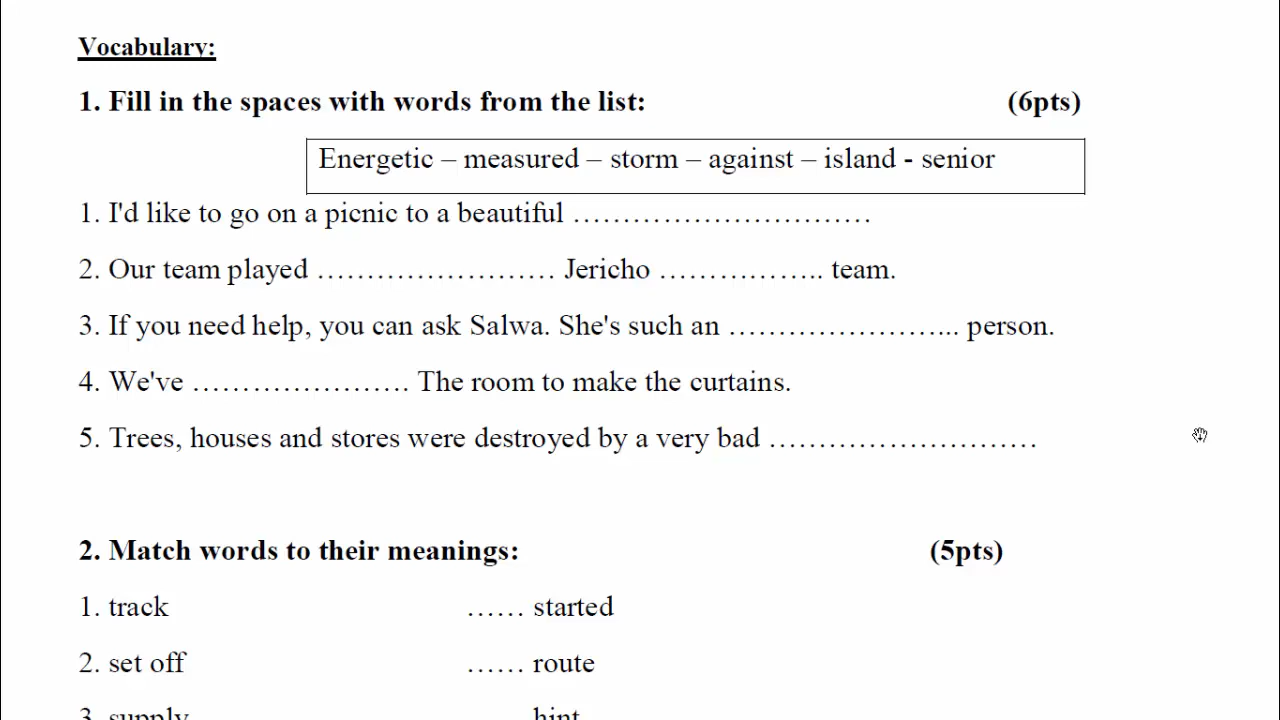 Vocabulary:
1. Fill in the spaces with words from the list: (6pts)
Energetic – measured – storm – against – island - senior
1. I'd like to go on a picnic to a beautiful …………………………
2. Our team played …………………… Jericho …………….. team.
3. If you need help, you can ask Salwa. She's such an …………………... person.
4. We've …………………. The room to make the curtains.
5. Trees, houses and stores were destroyed by a very bad ………………………
2. Match words to their meanings: (5pts)
1. track …… started
2. set off …… route
3. supply hint